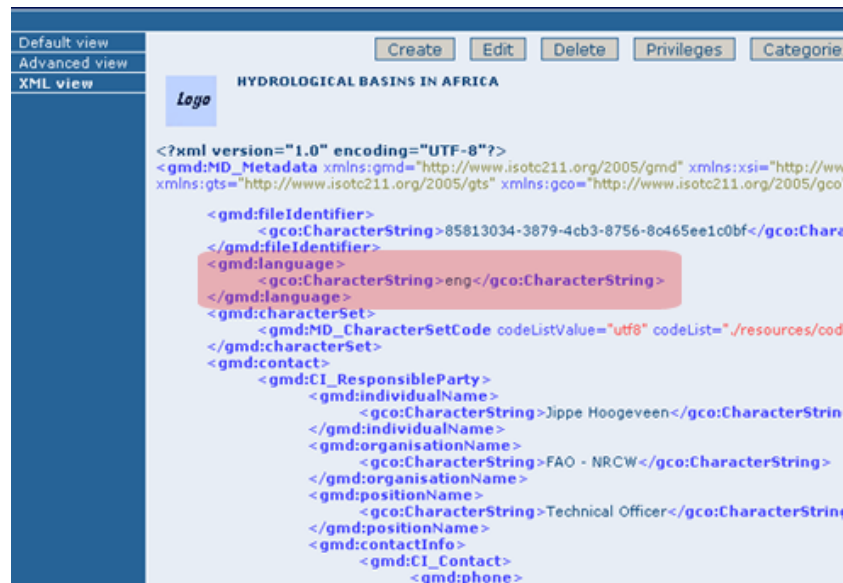 Default view
Advanced view
XML view
Create Edit Delete Privileges Categorie
Logo
HYDROLOGICAL BASINS IN AFRICA
<?xml version="1.0" encoding="UTF-8"?>
<gmd:MD_Metadata xmlns:gmd="http://www.isotc211.org/2005/gmd" xmlns:xsi="http://ww
xmlns:gts="http://www.isotc211.org/2005/gts" xmlns:gco="http://www.isotc211.org/2005/gco"
<gmd:fileIdentifier>
<gco:CharacterString>85813034-3879-4cb3-8756-8c465ee1c0bf</gco:Chara
</gmd:fileIdentifier>
<gmd:language>
<gco:CharacterString>eng</gco:CharacterString>
</gmd:language>
<gmd:characterSet>
<gmd:MD_CharacterSetCode codeListValue="utf8" codeList="./resources/cod
</gmd:characterSet>
<gmd:contact>
<gmd:CI_ResponsibleParty>
<gmd:individualName>
<gco:CharacterString>Jippe Hoogeveen</gco:CharacterStrin
</gmd:individualName>
<gmd:organisationName>
<gco:CharacterString>FAO - NRCW</gco:CharacterString>
</gmd:organisationName>
<gmd:positionName>
<gco:CharacterString>Technical Officer</gco:CharacterString
</gmd:positionName>
<gmd:contactInfo>
<gmd:CI_Contact>
<gmd:phone>